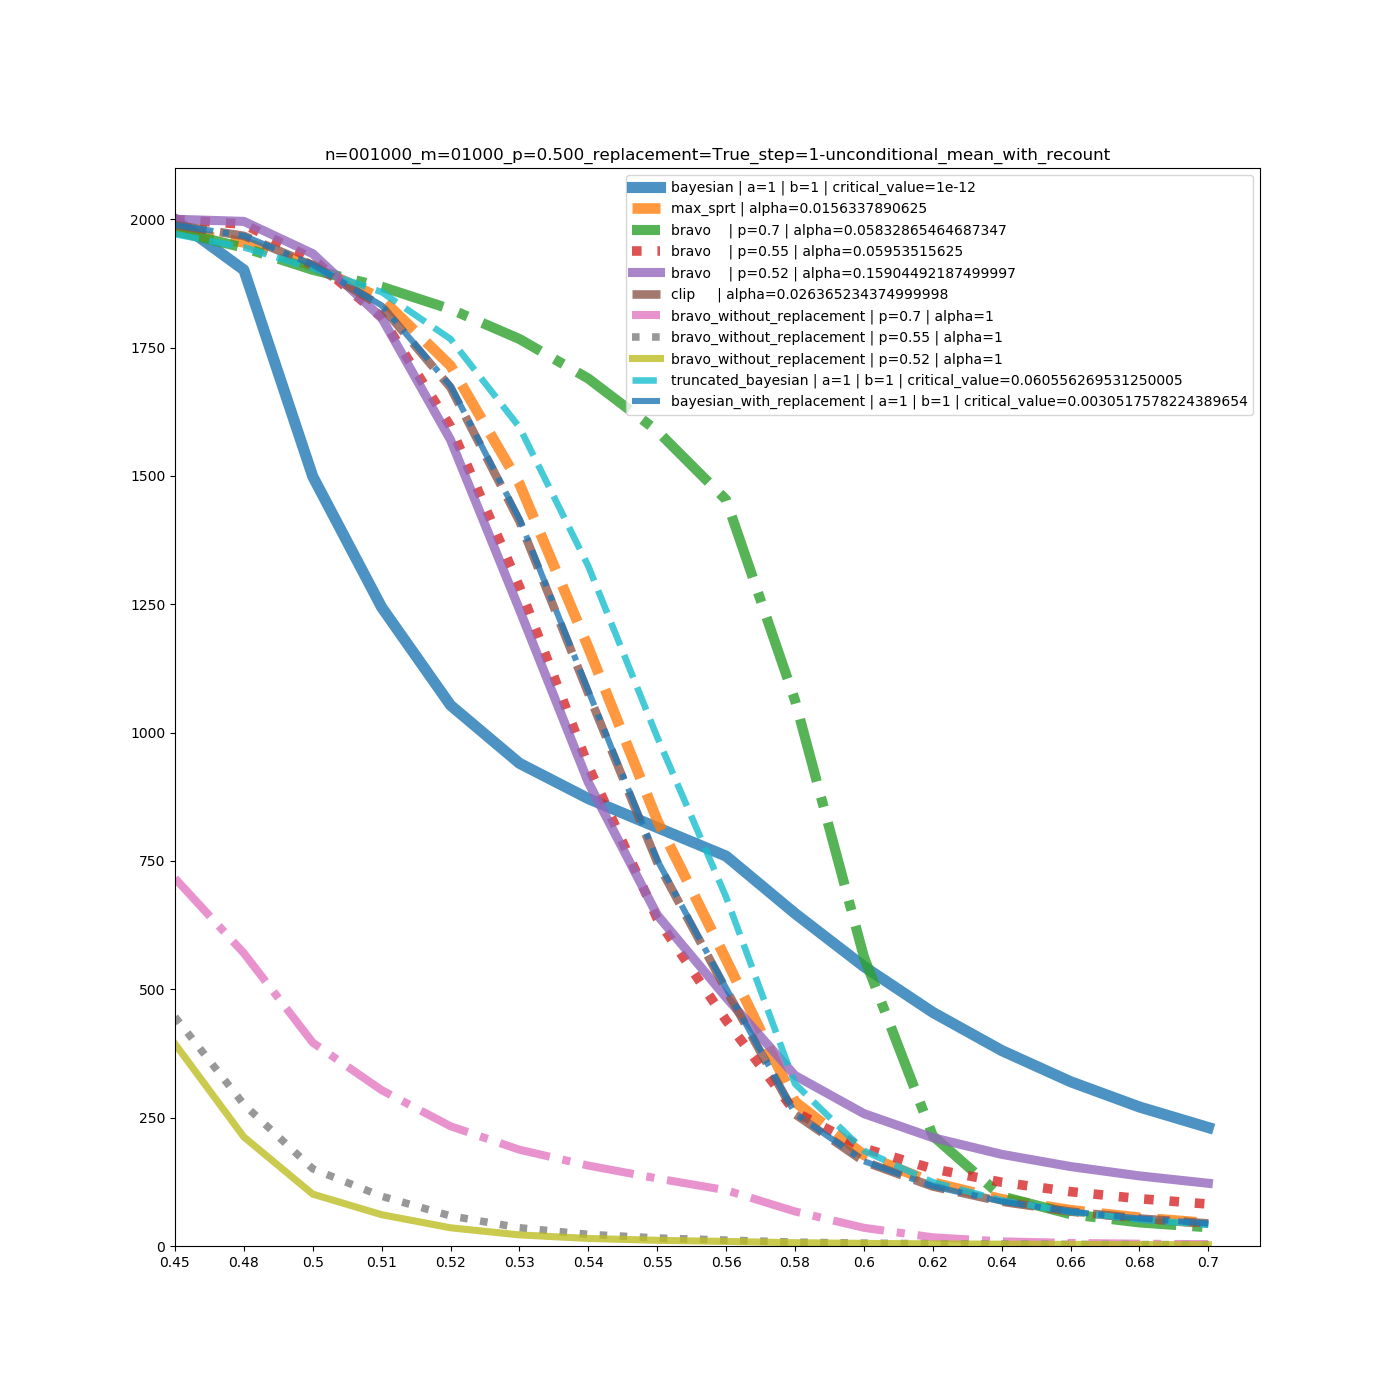 n=001000_m=01000_p=0.500_replacement=True_step=1-unconditional_mean_with_recount
bayesian | a=1 | b=1 | critical_value=1e-12
max_sprt | alpha=0.0156337890625
bravo    | p=0.7 | alpha=0.05832865464687347
bravo    | p=0.55 | alpha=0.05953515625
bravo    | p=0.52 | alpha=0.15904492187499997
clip     | alpha=0.026365234374999998
bravo_without_replacement | p=0.7 | alpha=1
bravo_without_replacement | p=0.55 | alpha=1
bravo_without_replacement | p=0.52 | alpha=1
truncated_bayesian | a=1 | b=1 | critical_value=0.060556269531250005
bayesian_with_replacement | a=1 | b=1 | critical_value=0.0030517578224389654
2000
1750
1500
1250
1000
750
500
250
0
0.45 0.48 0.5 0.51 0.52 0.53 0.54 0.55 0.56 0.58 0.6 0.62 0.64 0.66 0.68 0.7